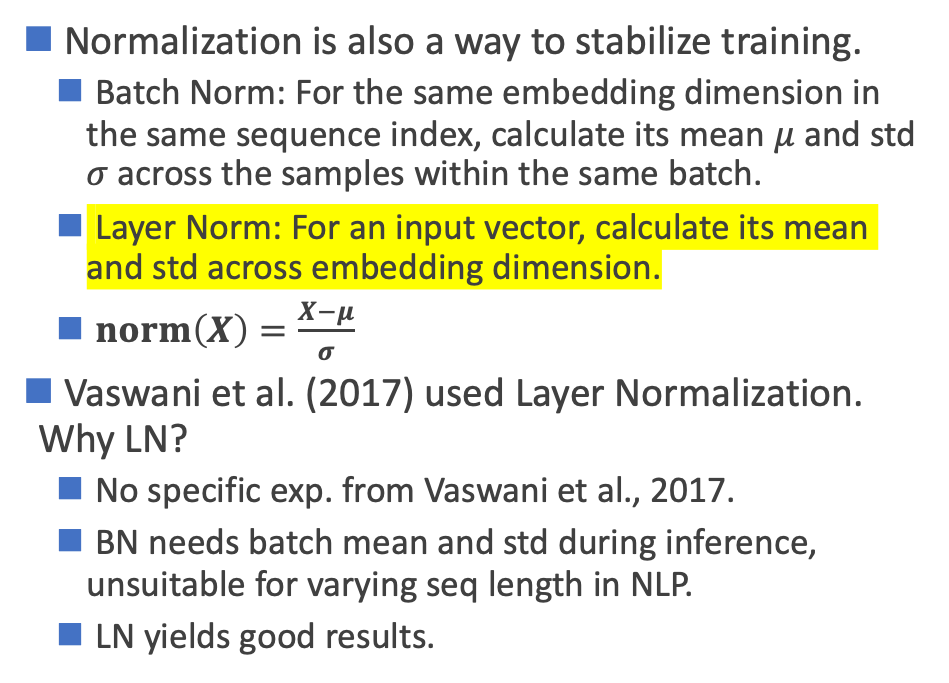 Normalization is also a way to stabilize training.
Batch Norm: For the same embedding dimension in
the same sequence index, calculate its mean μ and std
σ across the samples within the same batch.
Layer Norm: For an input vector, calculate its mean
and std across embedding dimension.
norm(X) = X−μ / σ
Vaswani et al. (2017) used Layer Normalization.
Why LN?
No specific exp. from Vaswani et al., 2017.
BN needs batch mean and std during inference,
unsuitable for varying seq length in NLP.
LN yields good results.